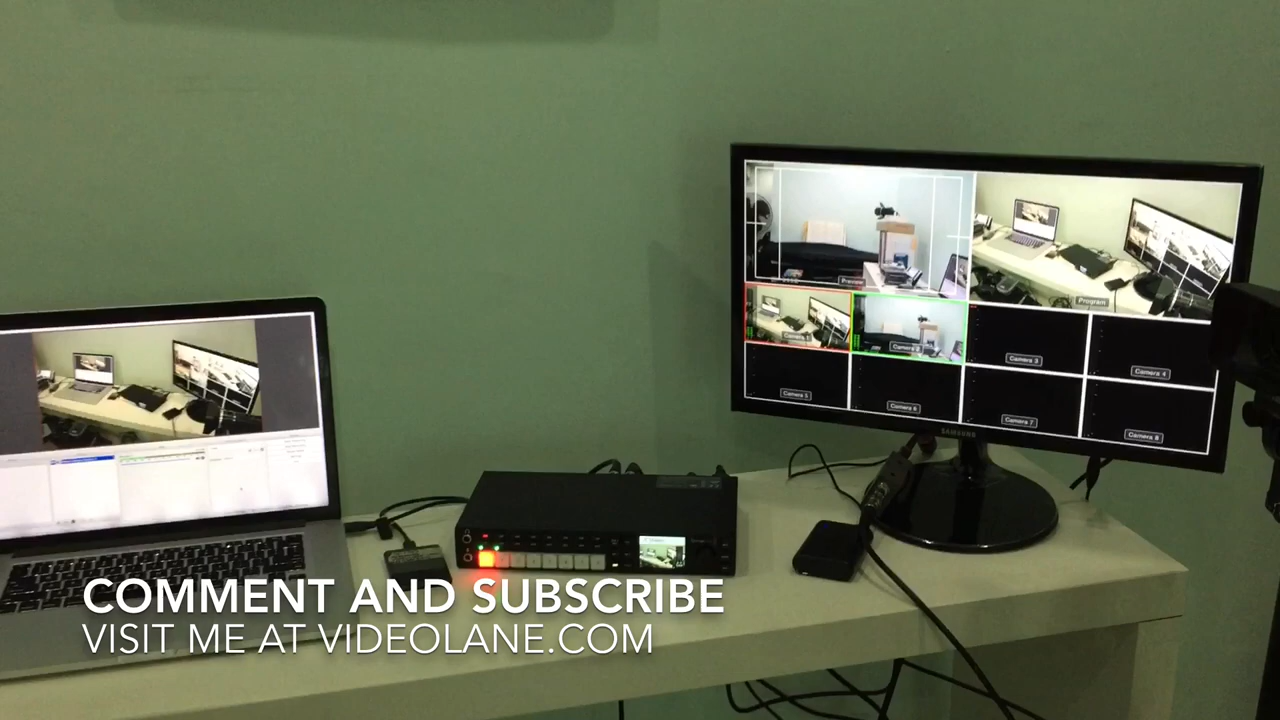 Preview
Program
Camera 3
Camera 4
Camera 5
Camera 6
Camera 7
Camera 8
SAMSUNG
COMMENT AND SUBSCRIBE
VISIT ME AT VIDEOLANE.COM